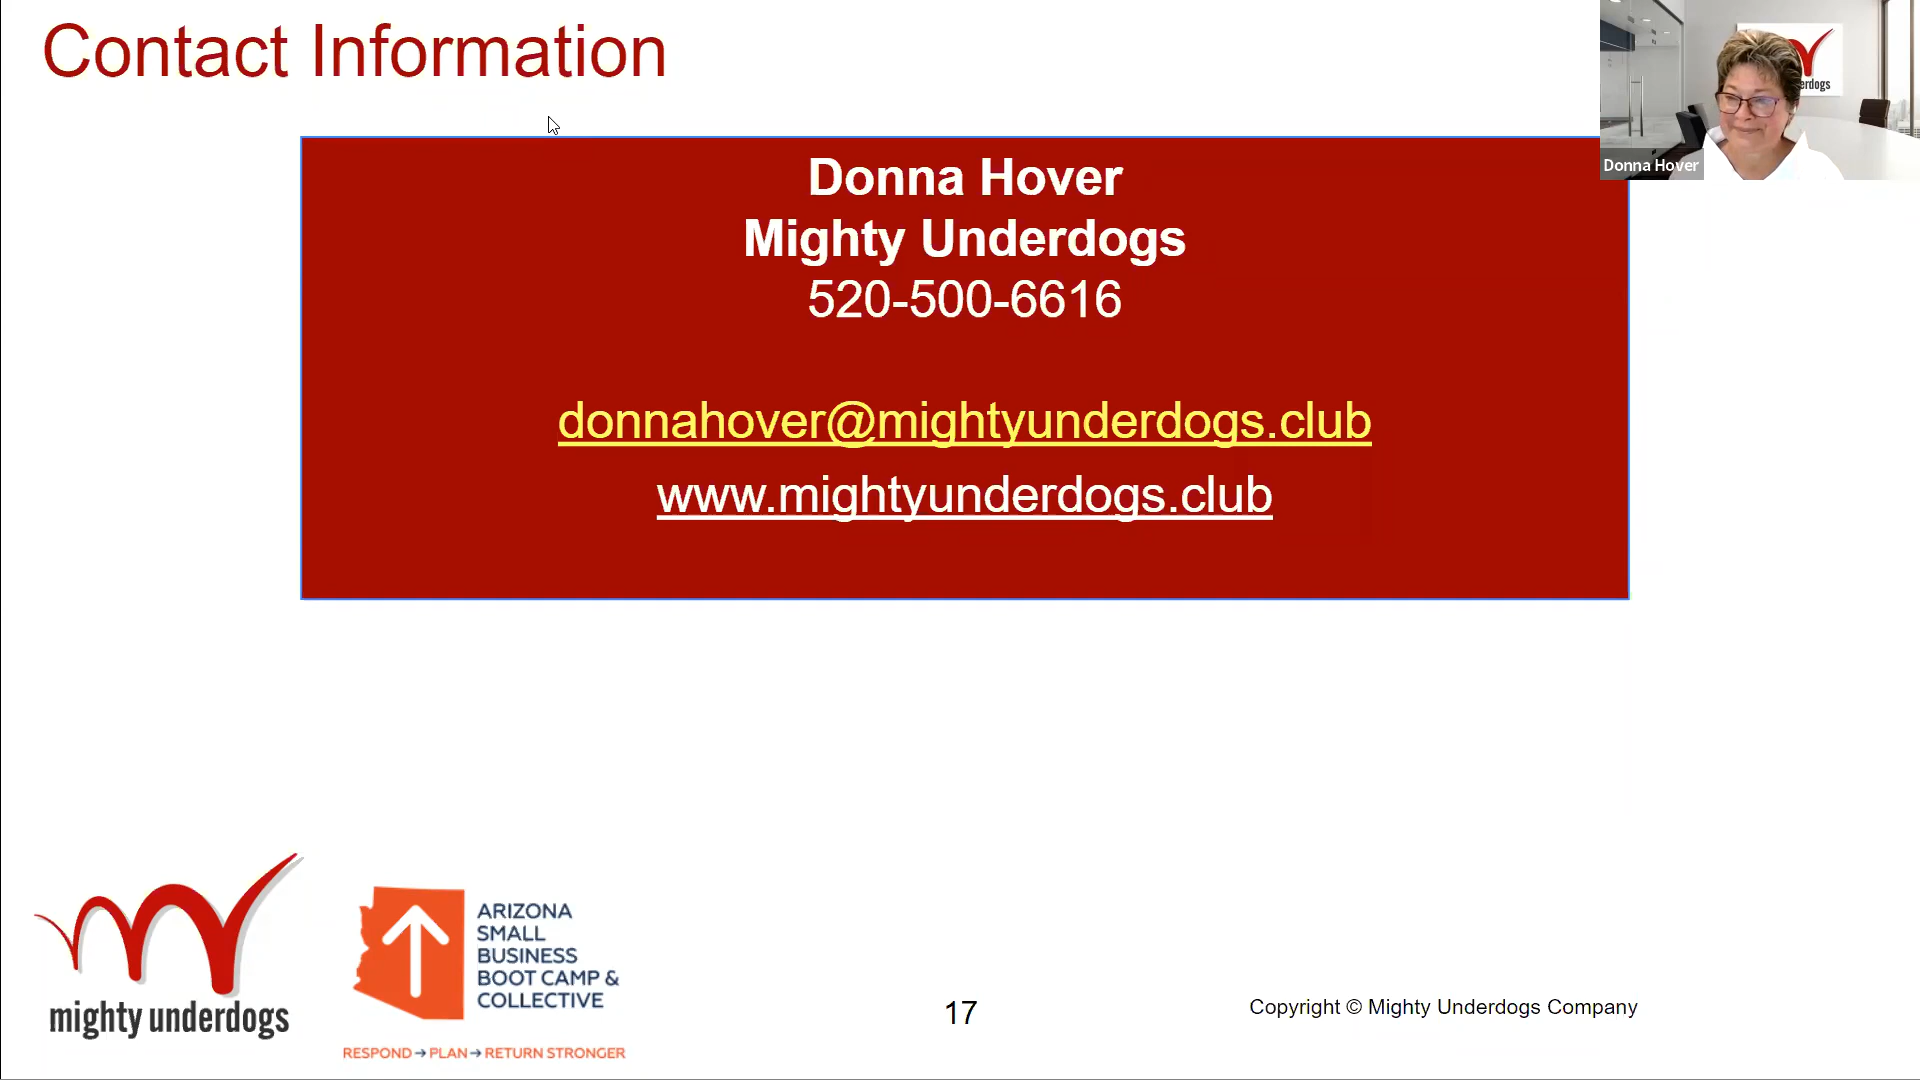 Contact Information
erdogs
Donna Hover
Donna Hover
Mighty Underdogs
520-500-6616
donnahover@mightyunderdogs.club
www.mightyunderdogs.club
mighty underdogs
ARIZONA
SMALL
BUSINESS
BOOT CAMP &
COLLECTIVE
RESPOND → PLAN → RETURN STRONGER
17
Copyright © Mighty Underdogs Company